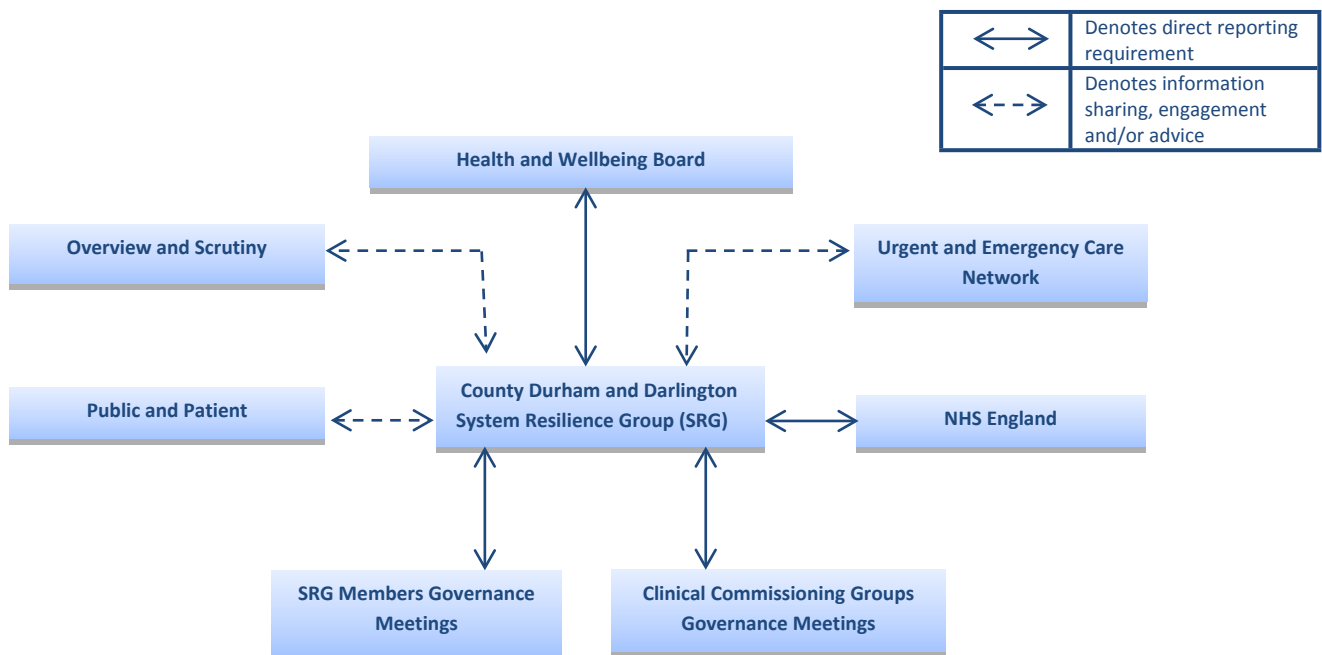 Denotes direct reporting
requirement
Denotes information
sharing, engagement
and/or advice
Health and Wellbeing Board
Overview and Scrutiny
Urgent and Emergency Care
Network
Public and Patient
County Durham and Darlington
System Resilience Group (SRG)
NHS England
SRG Members Governance
Meetings
Clinical Commissioning Groups
Governance Meetings